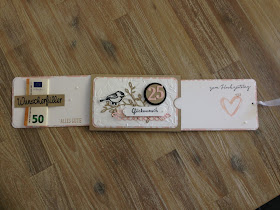 Wunscherfüller
50
25
Glückwunsch
zum Hochzeitstag